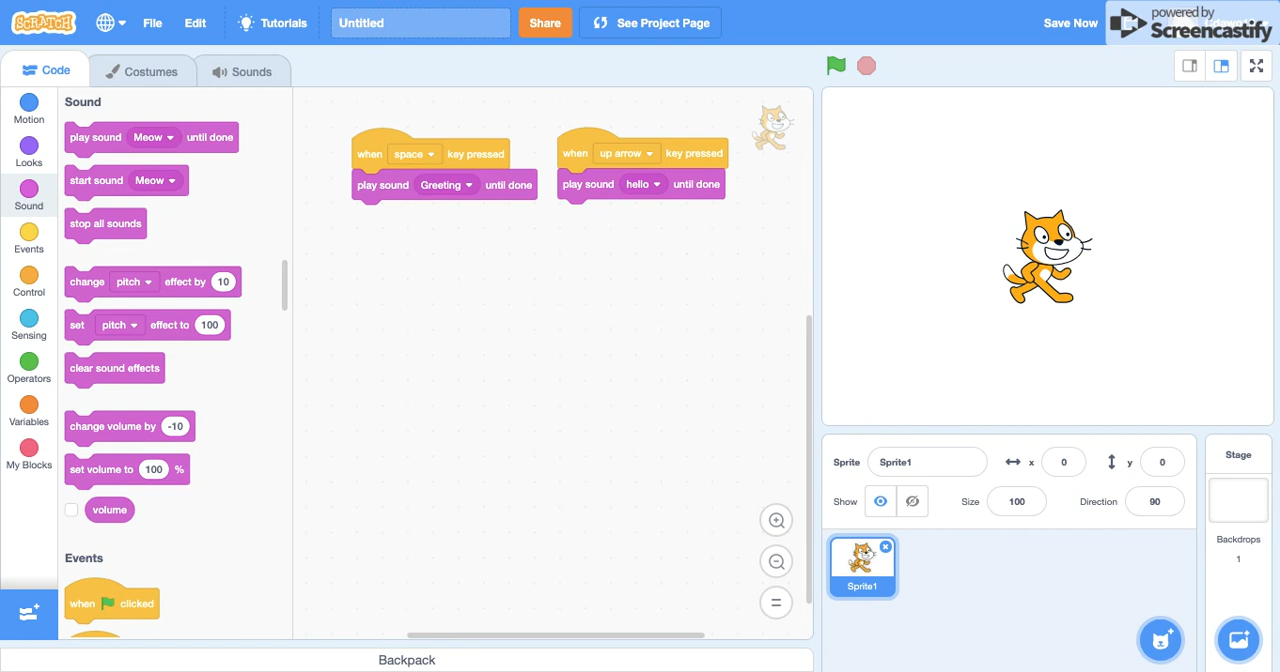 SCRATCH
File
Edit
Tutorials
Untitled
Share
See Project Page
Save Now
powered by
Screencastify
Code
Costumes
Sounds
Motion
Looks
Sound
Events
Control
Sensing
Operators
Variables
My Blocks
Sound
play sound Meow until done
start sound Meow
stop all sounds
change pitch effect by 10
set pitch effect to 100
clear sound effects
change volume by -10
set volume to 100 %
volume
Events
when clicked
when space key pressed
play sound Greeting until done
when up arrow key pressed
play sound hello until done
Backpack
Sprite Sprite1 x 0 y 0
Show Size 100 Direction 90
Sprite1
Stage
Backdrops
1